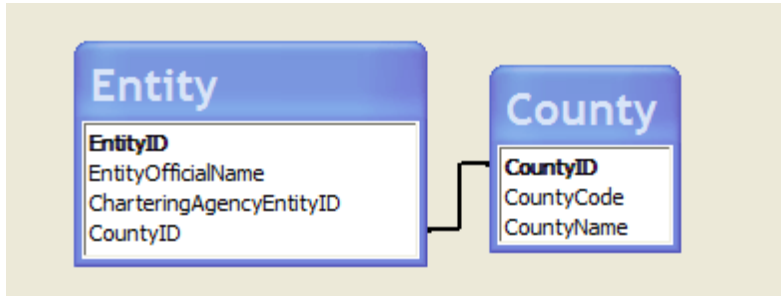 Entity
EntityID
EntityOfficialName
CharteringAgencyEntityID
CountyID
County
CountyID
CountyCode
CountyName